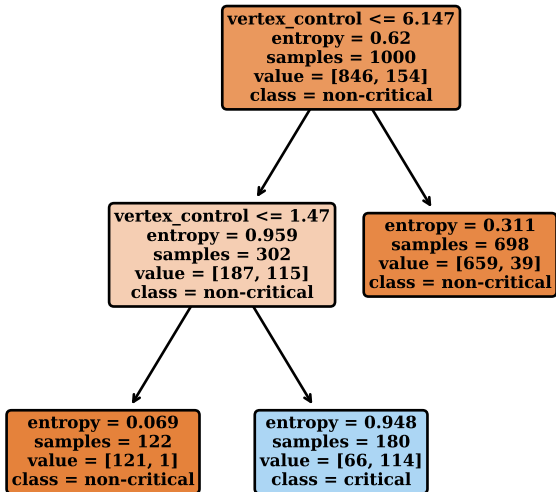 vertex_control <= 6.147
entropy = 0.62
samples = 1000
value = [846, 154]
class = non-critical
vertex_control <= 1.47
entropy = 0.959
samples = 302
value = [187, 115]
class = non-critical
entropy = 0.311
samples = 698
value = [659, 39]
class = non-critical
entropy = 0.069
samples = 122
value = [121, 1]
class = non-critical
entropy = 0.948
samples = 180
value = [66, 114]
class = critical